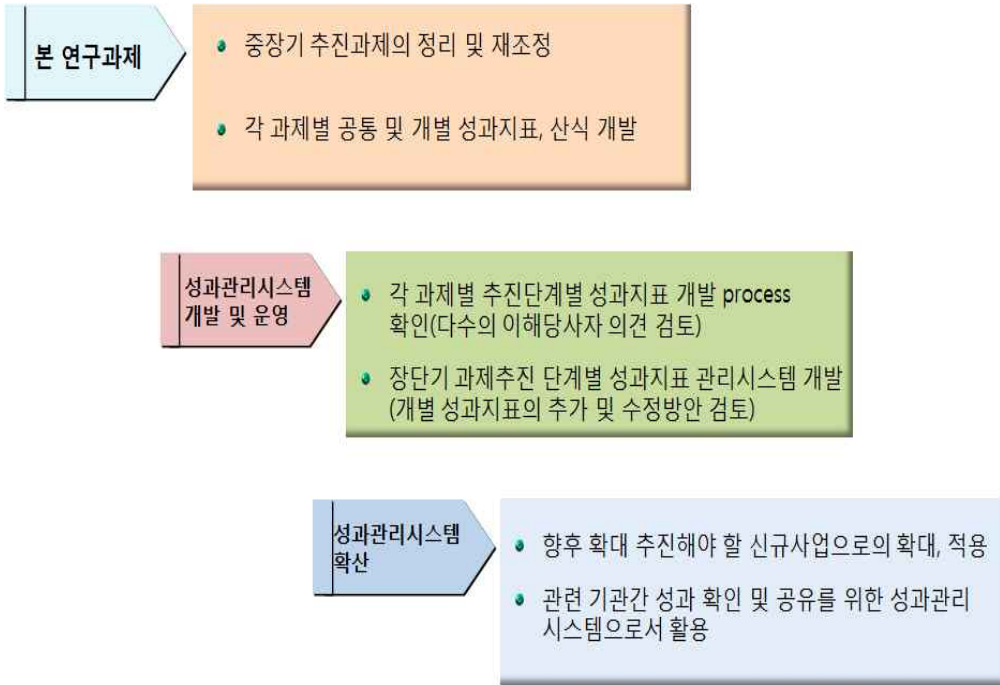 본 연구과제
중장기 추진과제의 정리 및 재조정
각 과제별 공통 및 개별 성과지표, 산식 개발
성과관리시스템
개발 및 운영
각 과제별 추진단계별 성과지표 개발 process
확인(다수의 이해당사자 의견 검토)
장단기 과제추진 단계별 성과지표 관리시스템 개발
(개별 성과지표의 추가 및 수정방안 검토)
성과관리시스템
확산
향후 확대 추진해야 할 신규사업으로의 확대, 적용
관련 기관간 성과 확인 및 공유를 위한 성과관리
시스템으로서 활용